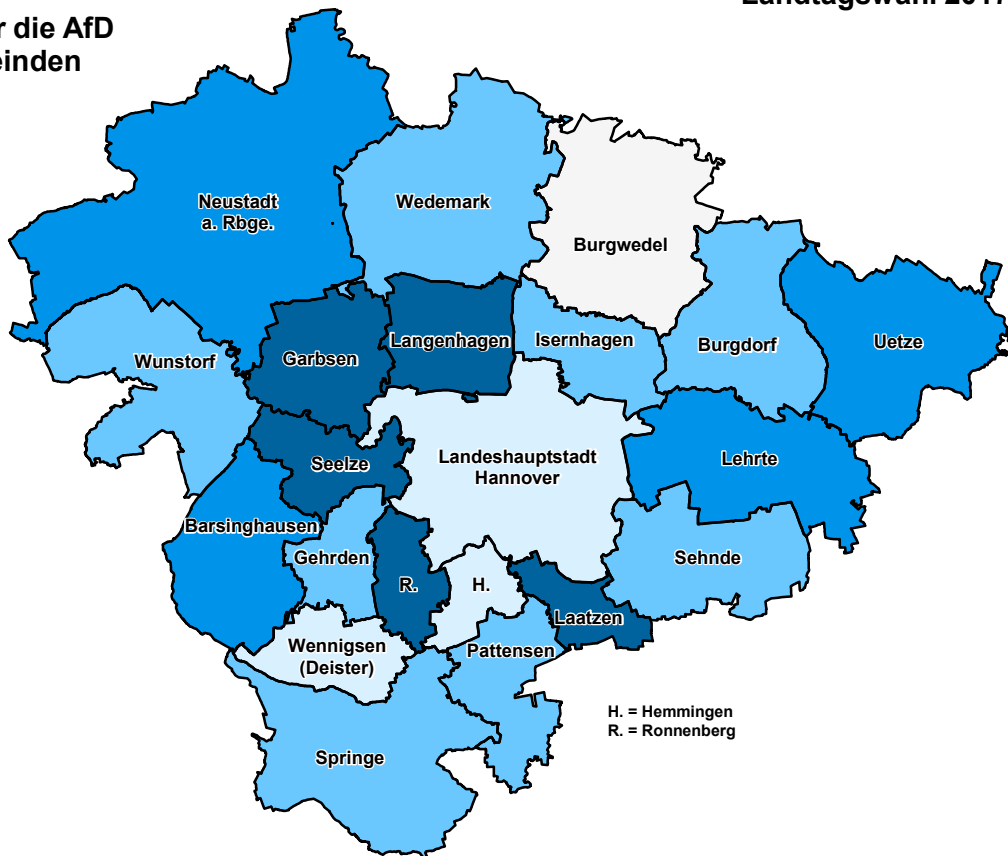 r die AfD
einden
Neustadt
a. Rbge.
Wedemark
Burgwedel
Wunstorf
Garbsen
Langenhagen
Isernhagen
Burgdorf
Uetze
Seelze
Landeshauptstadt
Hannover
Lehrte
Barsinghausen
Gehrden
R.
H.
Sehnde
Laatzen
Wennigsen
(Deister)
Pattensen
Springe
H. = Hemmingen
R. = Ronnenberg